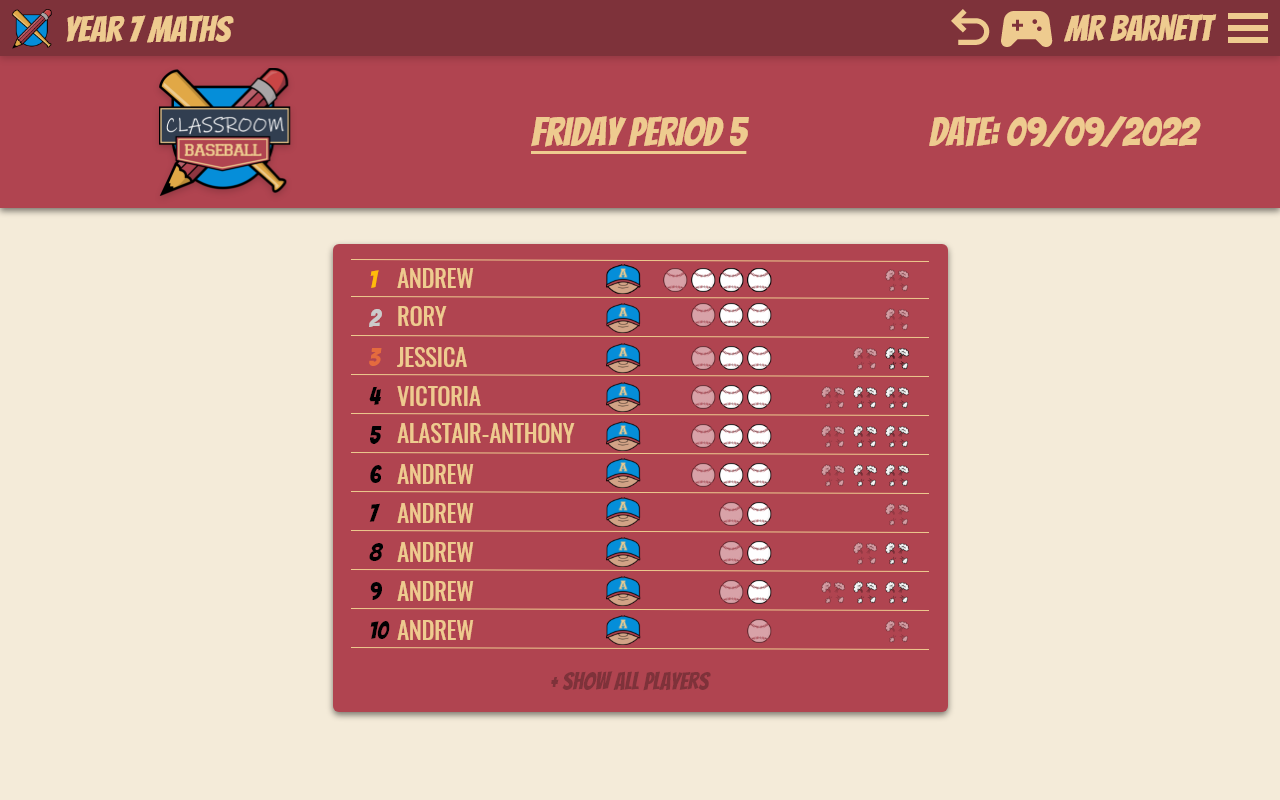 YEAR 7 MATHS
MR BARNETT
CLASSROOM
BASEBALL
FRIDAY PERIOD 5
DATE: 09/09/2022
1 ANDREW A
2 RORY A
3 JESSICA A
4 VICTORIA A
5 ALASTAIR-ANTHONY A
6 ANDREW A
7 ANDREW A
8 ANDREW A
9 ANDREW A
10 ANDREW A
+ SHOW ALL PLAYERS